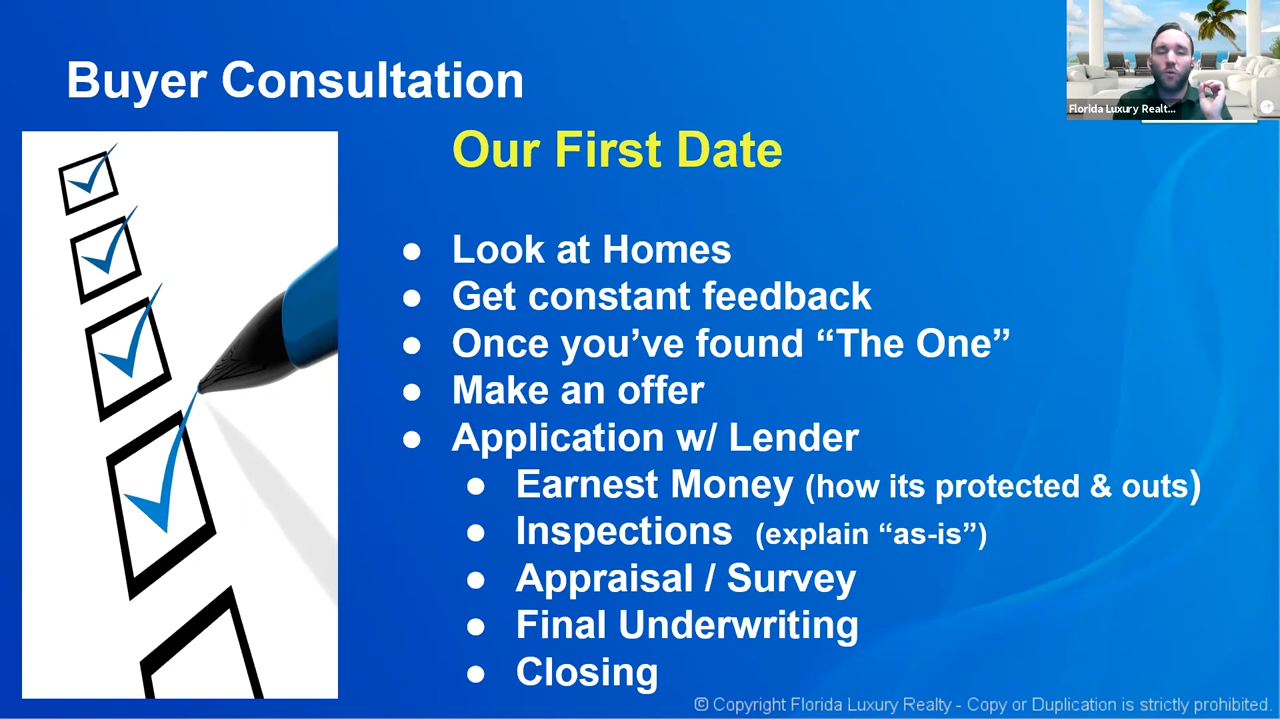 Buyer Consultation
Florida Luxury Realt...
Our First Date
● Look at Homes
● Get constant feedback
● Once you’ve found “The One”
● Make an offer
● Application w/ Lender
● Earnest Money (how its protected & outs)
● Inspections (explain “as-is”)
● Appraisal / Survey
● Final Underwriting
● Closing
© Copyright Florida Luxury Realty - Copy or Duplication is strictly prohibited.